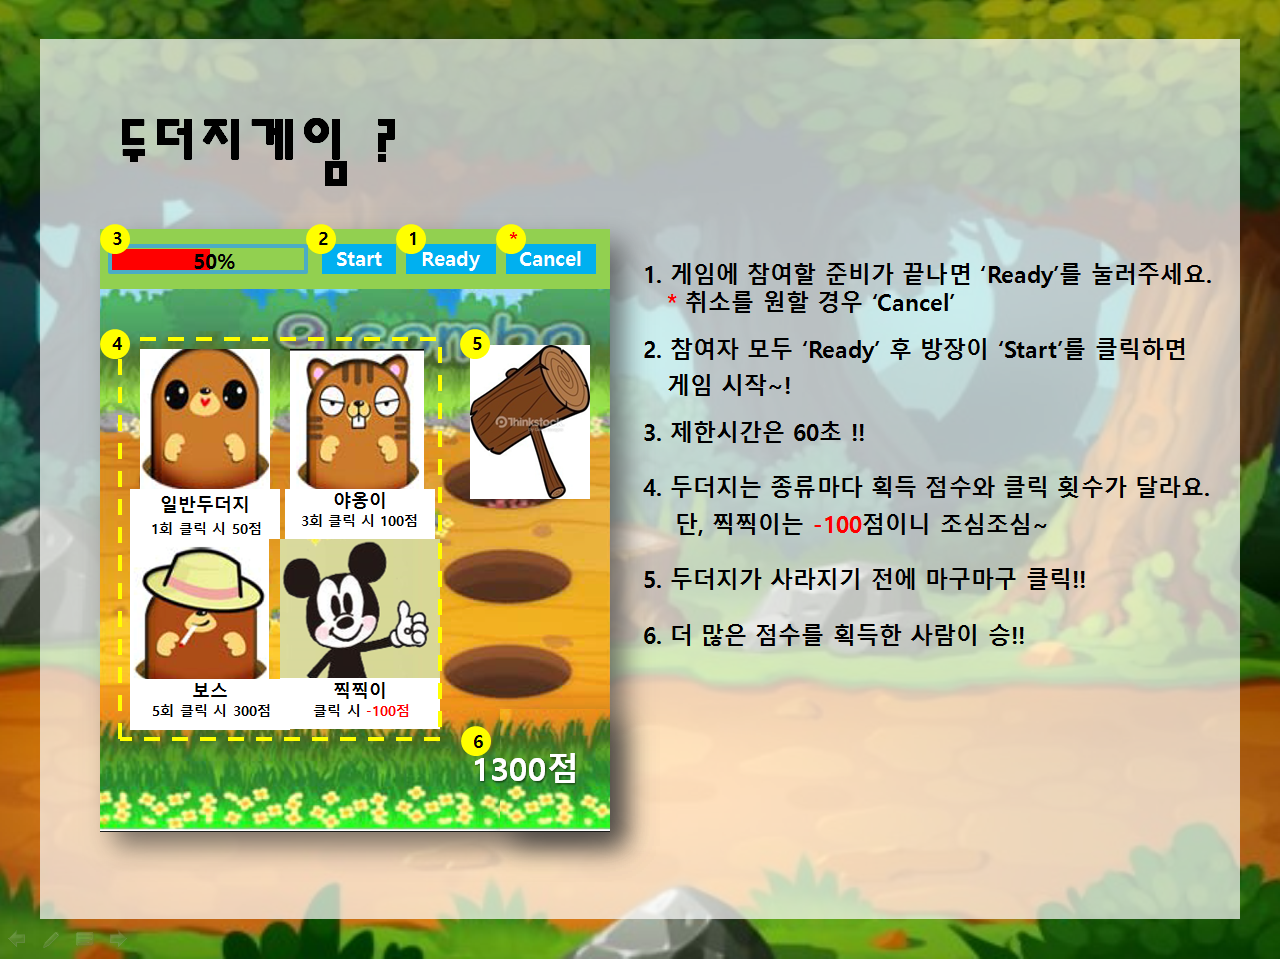 두더지게임 ?
3
2
1
*
50%
Start
Ready
Cancel
9 combo
4
5
Thinkstock
일반두더지
1회 클릭 시 50점
야옹이
3회 클릭 시 100점
보스
5회 클릭 시 300점
찍찍이
클릭 시 -100점
6
1300점
1. 게임에 참여할 준비가 끝나면 ‘Ready’를 눌러주세요.
* 취소를 원할 경우 ‘Cancel’
2. 참여자 모두 ‘Ready’ 후 방장이 ‘Start’를 클릭하면
게임 시작~!
3. 제한시간은 60초 !!
4. 두더지는 종류마다 획득 점수와 클릭 횟수가 달라요.
단, 찍찍이는 -100점이니 조심조심~
5. 두더지가 사라지기 전에 마구마구 클릭!!
6. 더 많은 점수를 획득한 사람이 승!!